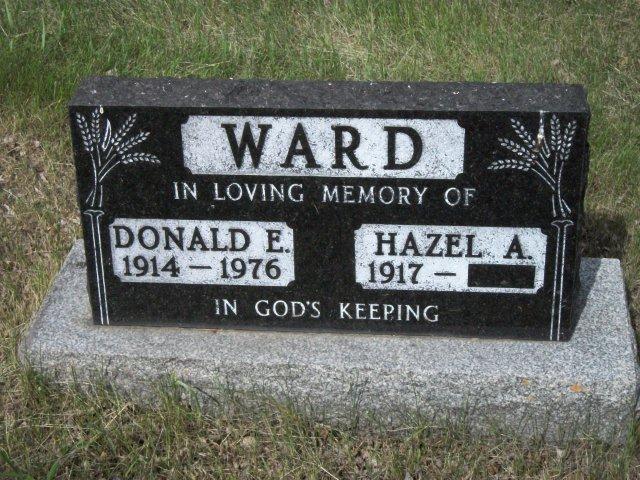 WARD
IN LOVING MEMORY OF
DONALD E.
1914 – 1976
HAZEL A.
1917 –
IN GOD'S KEEPING